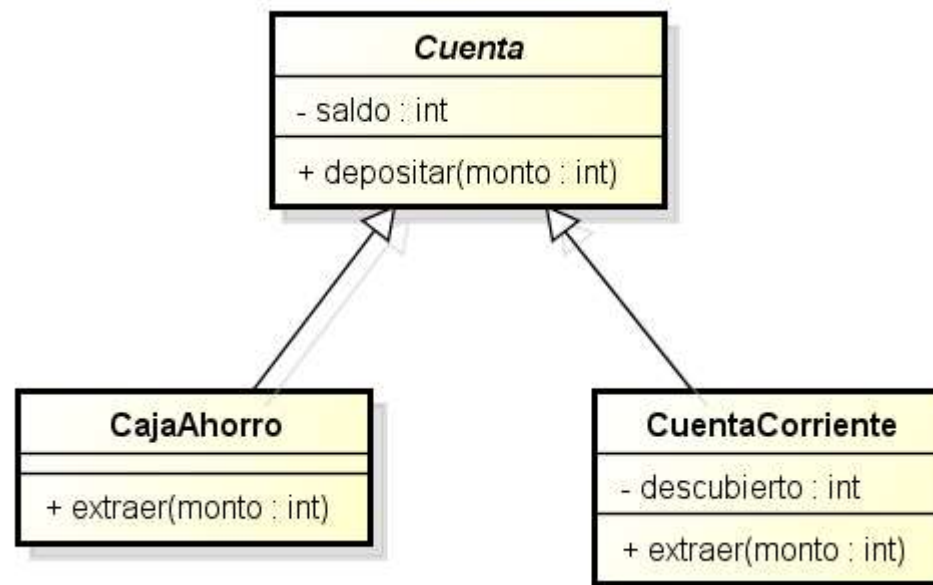 Cuenta
- saldo : int
+ depositar(monto : int)
CajaAhorro
+ extraer(monto : int)
CuentaCorriente
- descubierto : int
+ extraer(monto : int)